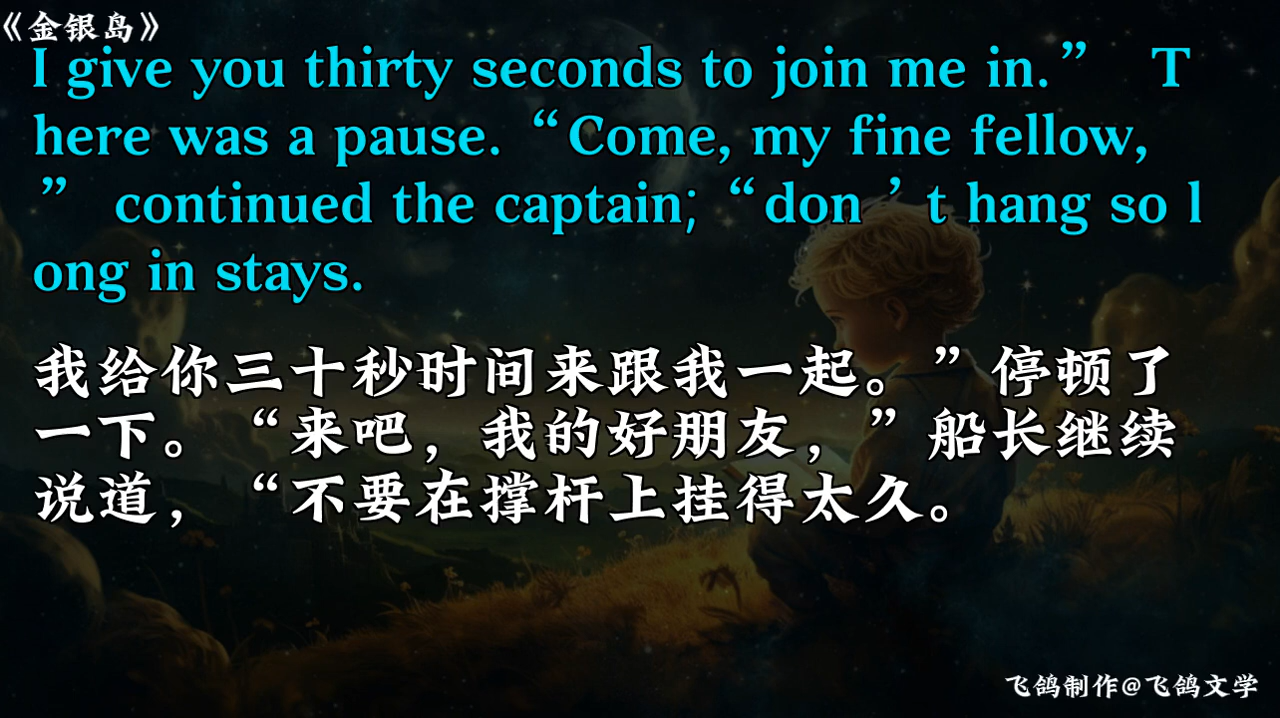 《金银岛》
I give you thirty seconds to join me in.” T
here was a pause. “Come, my fine fellow,
” continued the captain; “don’t hang so l
ong in stays.
我给你三十秒时间来跟我一起。”停顿了
一下。“来吧，我的好朋友，”船长继续
说道，“不要在撑杆上挂得太久。
飞鸽制作@飞鸽文学